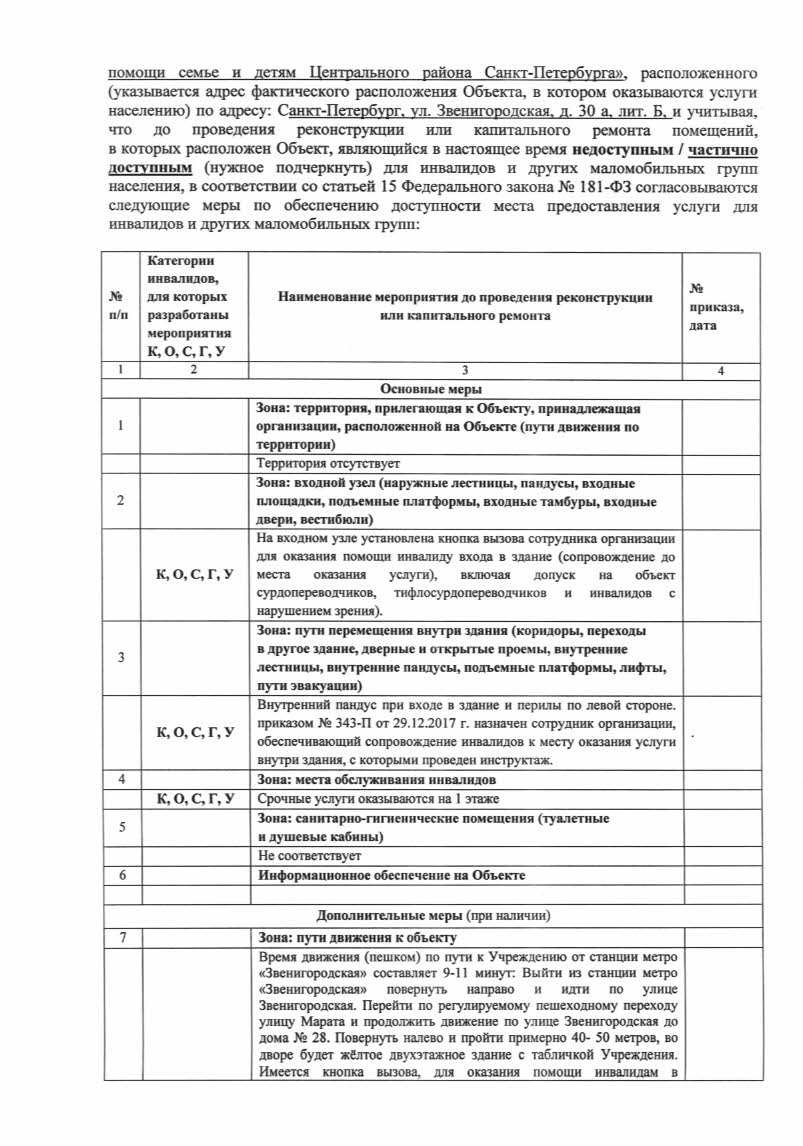 помощи семье и детям Центрального района Санкт-Петербурга», расположенного
(указывается адрес фактического расположения Объекта, в котором оказываются услуги
населению) по адресу: Санкт-Петербург, ул. Звенигородская, д. 30 а, лит. Б, и учитывая,
что до проведения реконструкции или капитального ремонта помещений,
в которых расположен Объект, являющийся в настоящее время недоступным / частично
доступным (нужное подчеркнуть) для инвалидов и других маломобильных групп
населения, в соответствии со статьей 15 Федерального закона № 181-ФЗ согласовываются
следующие меры по обеспечению доступности места предоставления услуги для
инвалидов и других маломобильных групп:
№
п/п
Категории
инвалидов,
для которых
разработаны
мероприятия
К, О, С, Г, У
Наименование мероприятия до проведения реконструкции
или капитального ремонта
№
приказа,
дата
1 2 3 4
Основные меры
1
Зона: территория, прилегающая к Объекту, принадлежащая
организации, расположенной на Объекте (пути движения по
территории)
Территория отсутствует
2
Зона: входной узел (наружные лестницы, пандусы, входные
площадки, подъемные платформы, входные тамбуры, входные
двери, вестибюли)
К, О, С, Г, У
На входном узле установлена кнопка вызова сотрудника организации
для оказания помощи инвалиду входа в здание (сопровождение до
места оказания услуги), включая допуск на объект
сурдопереводчиков, тифлосурдопереводчиков и инвалидов с
нарушением зрения).
3
Зона: пути перемещения внутри здания (коридоры, переходы
в другое здание, дверные и открытые проемы, внутренние
лестницы, внутренние пандусы, подъемные платформы, лифты,
пути эвакуации)
К, О, С, Г, У
Внутренний пандус при входе в здание и перилы по левой стороне.
приказом № 343-П от 29.12.2017 г. назначен сотрудник организации,
обеспечивающий сопровождение инвалидов к месту оказания услуги
внутри здания, с которыми проведен инструктаж.
4 Зона: места обслуживания инвалидов
К, О, С, Г, У Срочные услуги оказываются на 1 этаже
5
Зона: санитарно-гигиенические помещения (туалетные
и душевые кабины)
Не соответствует
6 Информационное обеспечение на Объекте
Дополнительные меры (при наличии)
7 Зона: пути движения к объекту
Время движения (пешком) по пути к Учреждению от станции метро
«Звенигородская» составляет 9-11 минут: Выйти из станции метро
«Звенигородская» повернуть направо и идти по улице
Звенигородская. Перейти по регулируемому пешеходному переходу
улицу Марата и продолжить движение по улице Звенигородская до
дома № 28. Повернуть налево и пройти примерно 40- 50 метров, во
дворе будет жёлтое двухэтажное здание с табличкой Учреждения.
Имеется кнопка вызова, для оказания помощи инвалидам в